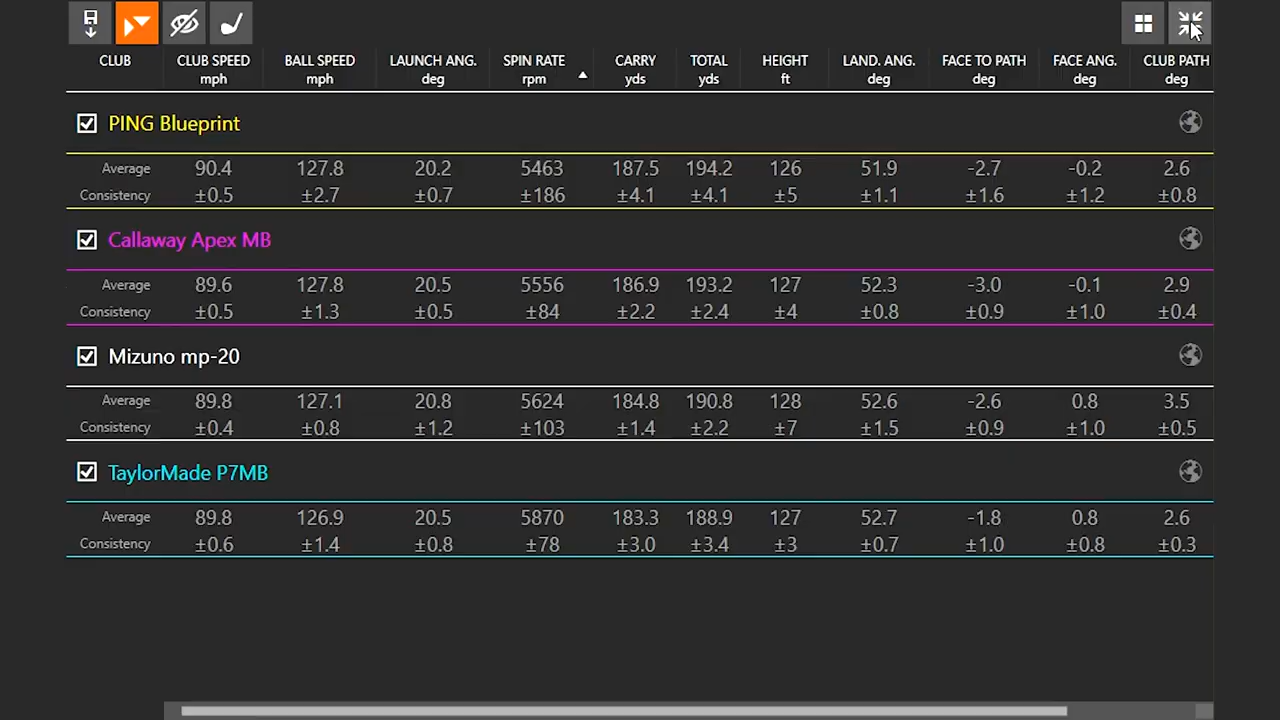 CLUB CLUB SPEED BALL SPEED LAUNCH ANG. SPIN RATE CARRY TOTAL HEIGHT LAND. ANG. FACE TO PATH FACE ANG. CLUB PATH
mph mph deg rpm yds yds ft deg deg deg deg
PING Blueprint
Average 90.4 127.8 20.2 5463 187.5 194.2 126 51.9 -2.7 -0.2 2.6
Consistency ±0.5 ±2.7 ±0.7 ±186 ±4.1 ±4.1 ±5 ±1.1 ±1.6 ±1.2 ±0.8
Callaway Apex MB
Average 89.6 127.8 20.5 5556 186.9 193.2 127 52.3 -3.0 -0.1 2.9
Consistency ±0.5 ±1.3 ±0.5 ±84 ±2.2 ±2.4 ±4 ±0.8 ±0.9 ±1.0 ±0.4
Mizuno mp-20
Average 89.8 127.1 20.8 5624 184.8 190.8 128 52.6 -2.6 0.8 3.5
Consistency ±0.4 ±0.8 ±1.2 ±103 ±1.4 ±2.2 ±7 ±1.5 ±0.9 ±1.0 ±0.5
TaylorMade P7MB
Average 89.8 126.9 20.5 5870 183.3 188.9 127 52.7 -1.8 0.8 2.6
Consistency ±0.6 ±1.4 ±0.8 ±78 ±3.0 ±3.4 ±3 ±0.7 ±1.0 ±0.8 ±0.3